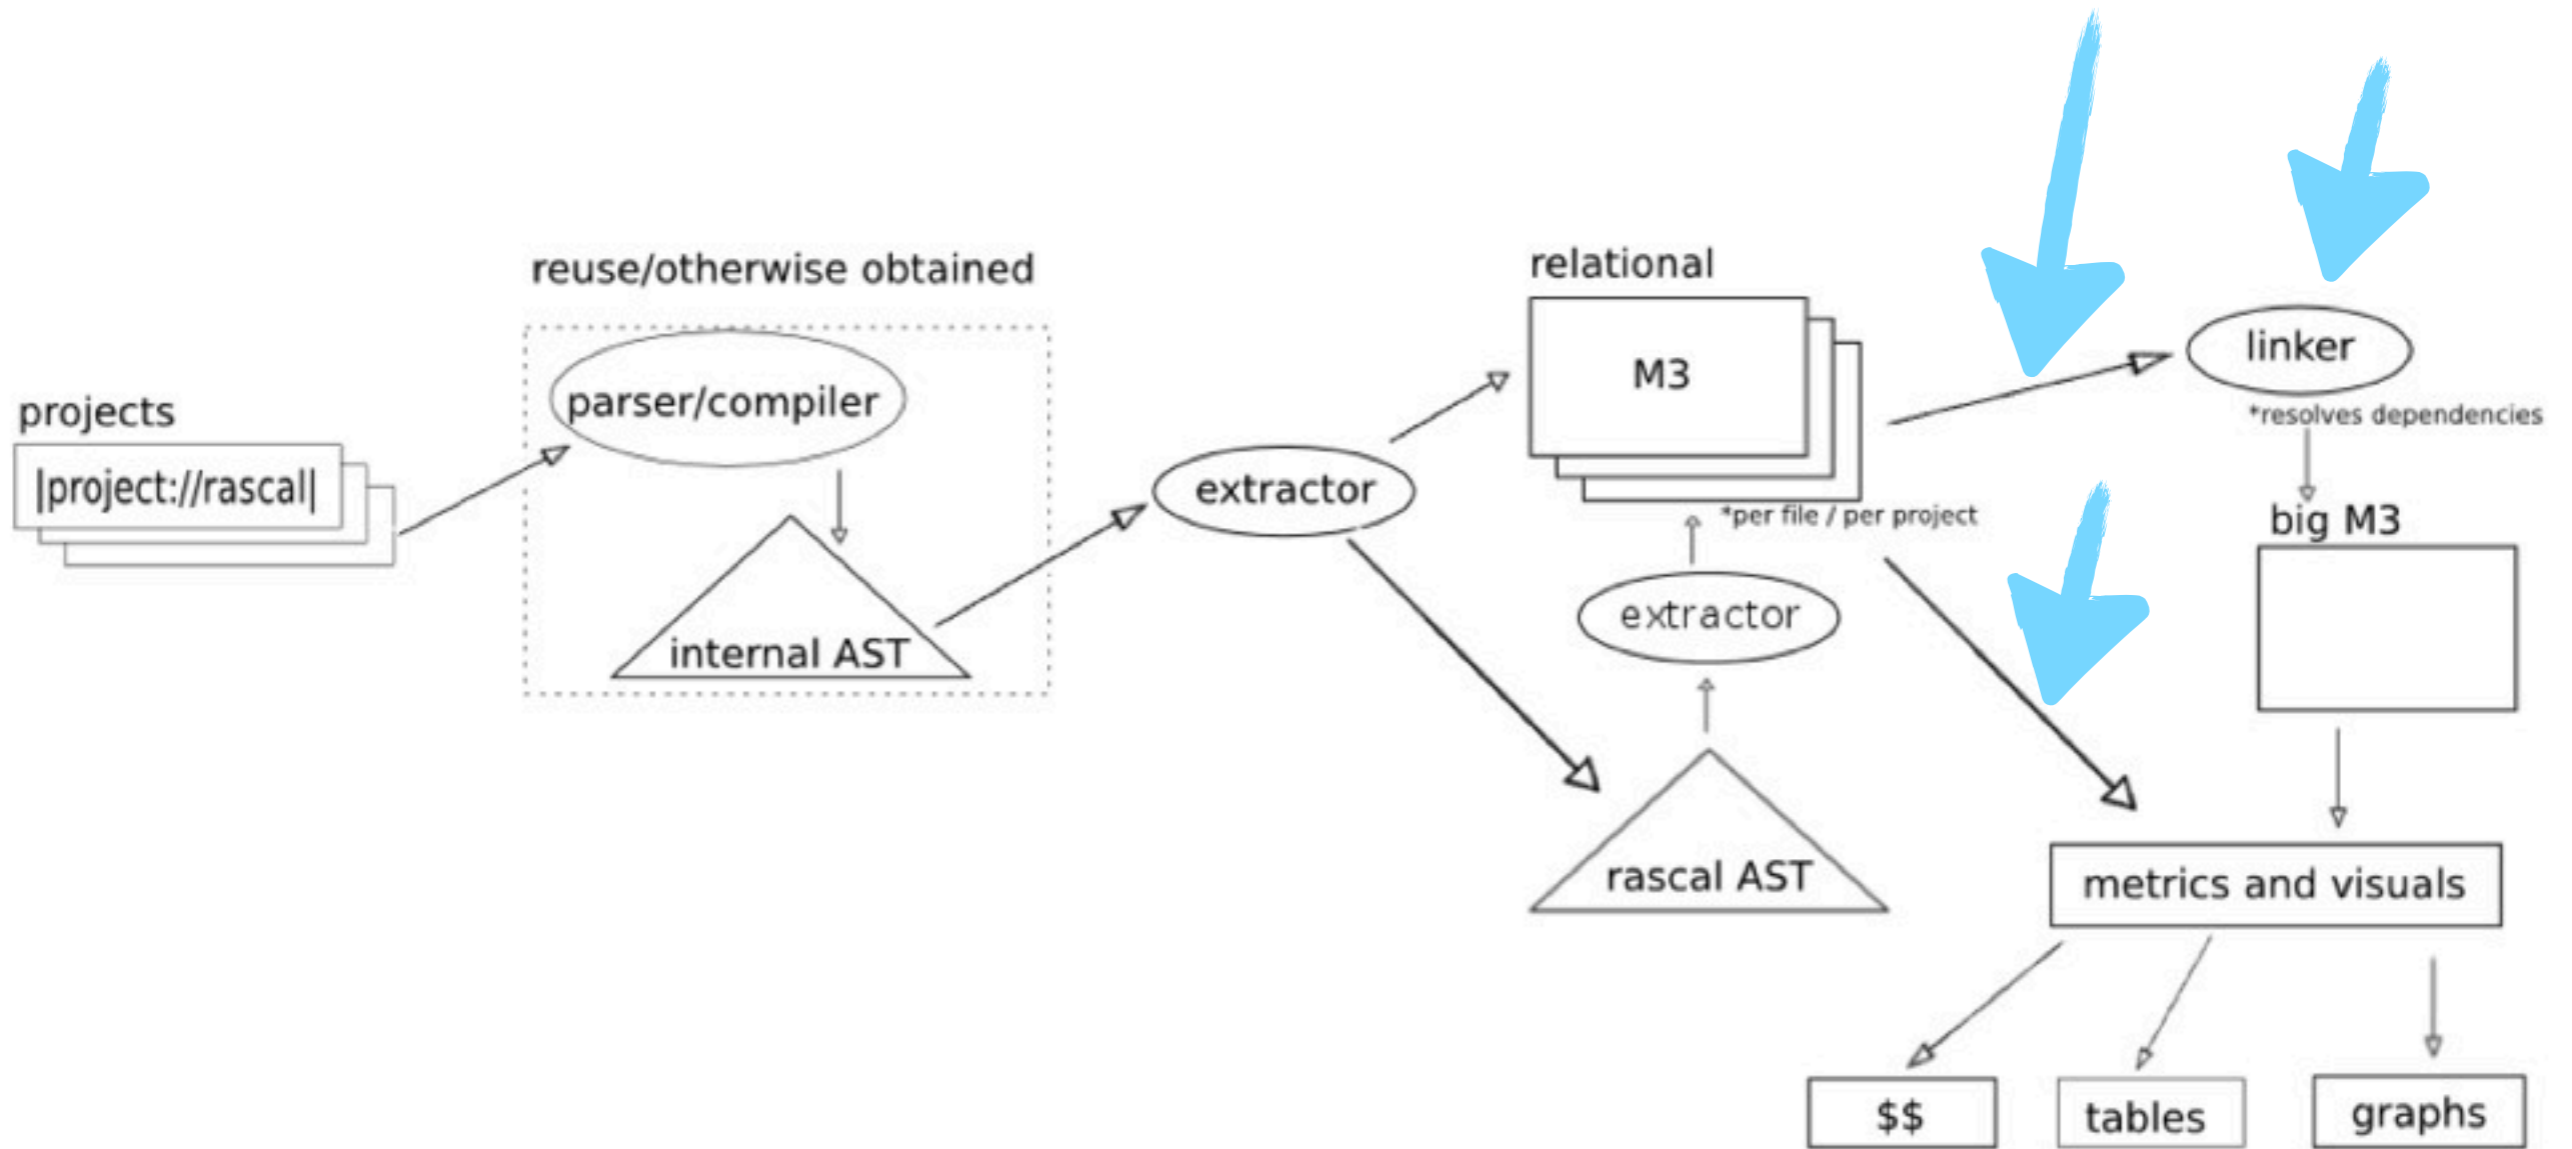 reuse/otherwise obtained
relational
projects
|project://rascal|
parser/compiler
internal AST
extractor
M3
*per file / per project
extractor
rascal AST
linker
*resolves dependencies
big M3
metrics and visuals
$$
tables
graphs